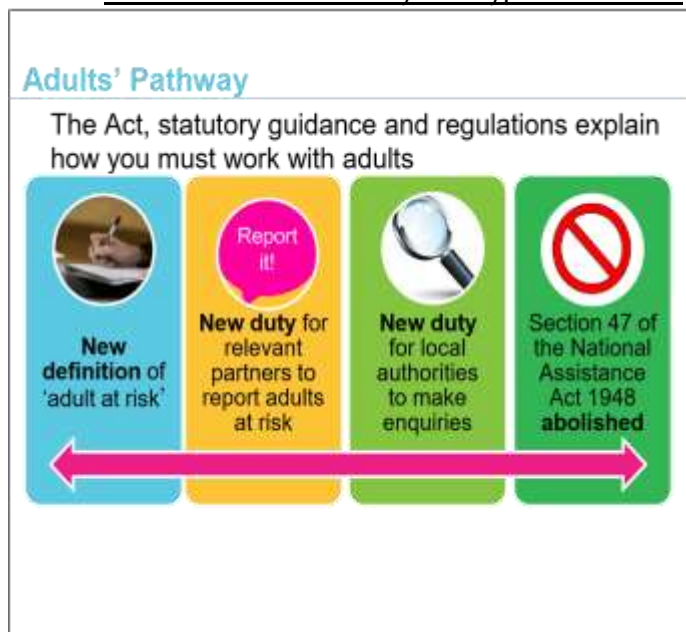 Adults' Pathway
The Act, statutory guidance and regulations explain
how you must work with adults
New
definition of
'adult at risk'
Report
it!
New duty for
relevant
partners to
report adults
at risk
New duty
for local
authorities
to make
enquiries
Section 47 of
the National
Assistance
Act 1948
abolished